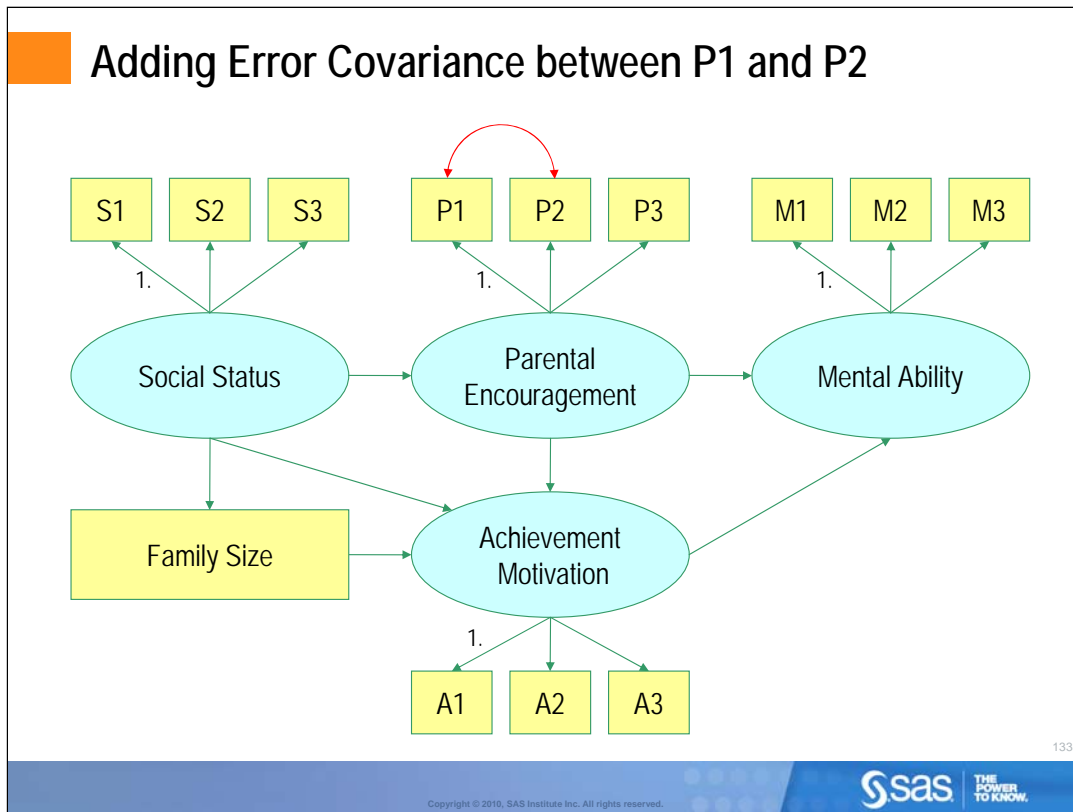 Adding Error Covariance between P1 and P2
S1
S2
S3
P1
P2
P3
M1
M2
M3
1.
1.
1.
Social Status
Parental
Encouragement
Mental Ability
Family Size
Achievement
Motivation
1.
A1
A2
A3
133
Copyright © 2010, SAS Institute Inc. All rights reserved.
sas
THE
POWER
TO KNOW.